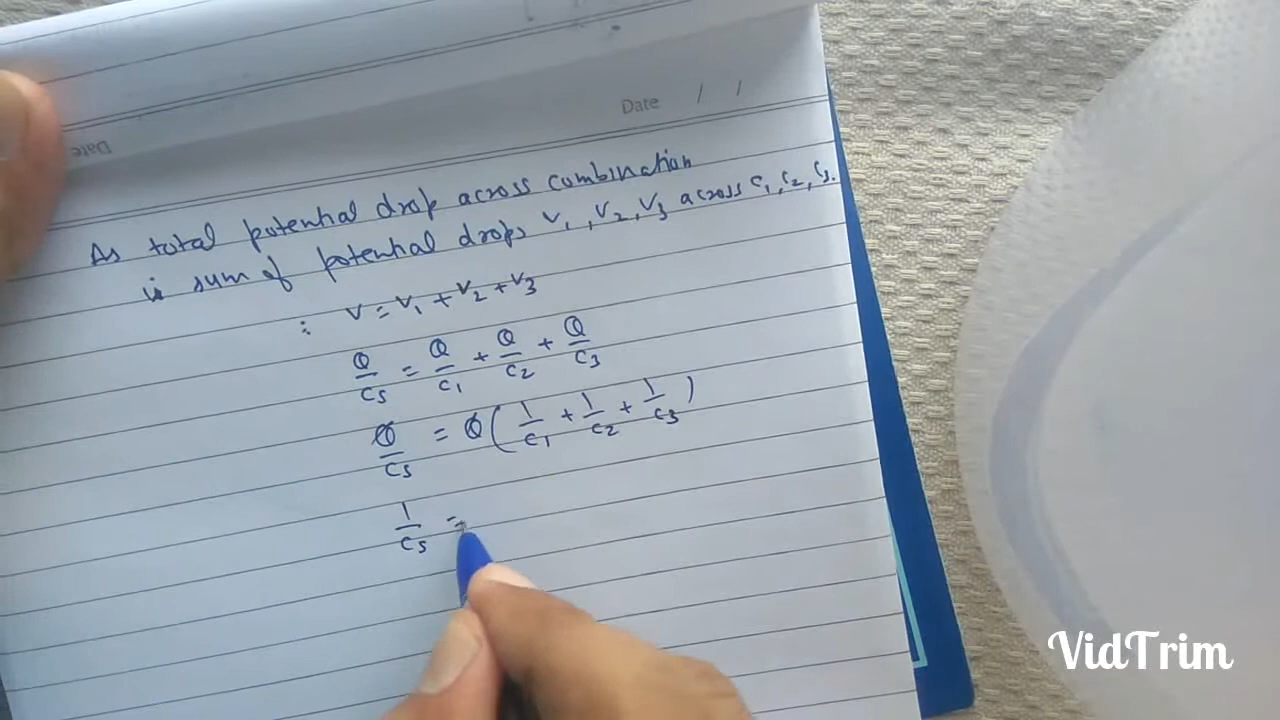 Date
Date / /
As total potential drop across combination
is sum of potential drops V1, V2, V3 across C1, C2, C3.
∴ V = V1 + V2 + V3
Q/Cs = Q/C1 + Q/C2 + Q/C3
Q/Cs = Q(1/C1 + 1/C2 + 1/C3)
1/Cs =
VidTrim